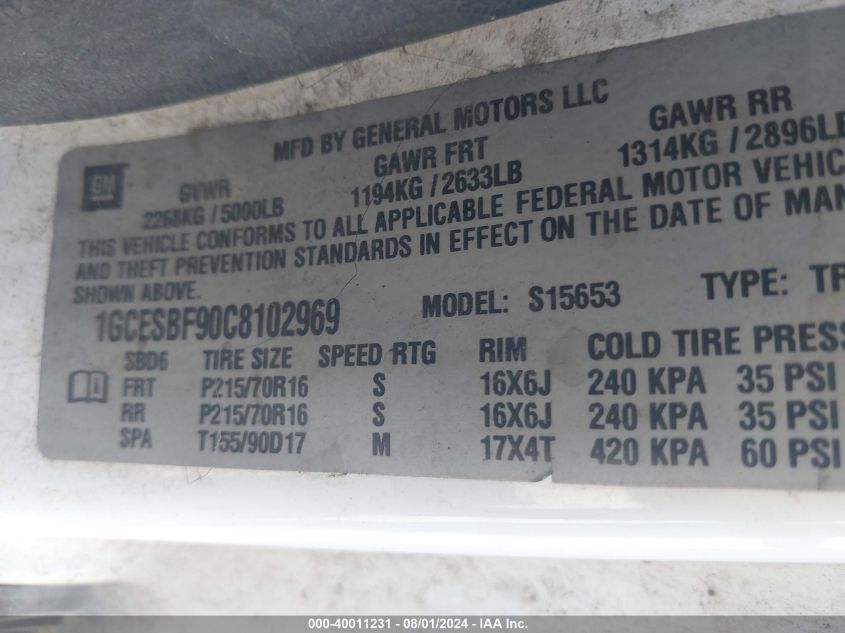 MFD BY GENERAL MOTORS LLC
GM
GVWR GAWR FRT GAWR RR
2268KG / 5000LB 1194KG / 2633LB 1314KG / 2896LB
THIS VEHICLE CONFORMS TO ALL APPLICABLE FEDERAL MOTOR VEHIC
AND THEFT PREVENTION STANDARDS IN EFFECT ON THE DATE OF MAN
SHOWN ABOVE.
1GCESBF90C8102969 MODEL: S15653 TYPE: TR
SBD6 TIRE SIZE SPEED RTG RIM COLD TIRE PRESS
FRT P215/70R16 S 16X6J 240 KPA 35 PSI
RR P215/70R16 S 16X6J 240 KPA 35 PSI
SPA T155/90D17 M 17X4T 420 KPA 60 PSI
000-40011231 - 08/01/2024 - IAA Inc.